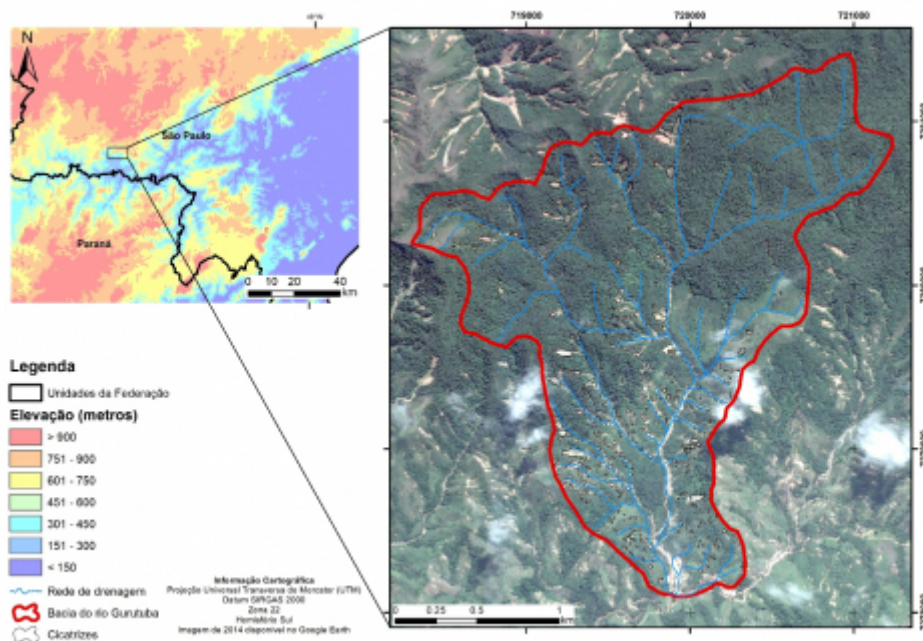 719000 720000 721000
N
São Paulo
Paraná
0 10 20 40
km
Legenda
Unidades da Federação
Elevação (metros)
> 900
751 - 900
601 - 750
451 - 600
301 - 450
151 - 300
< 150
Rede de drenagem
Bacia do rio Gurutuba
Cicatrizes
Informação Cartográfica
Projeção Universal Transversa de Mercator (UTM)
Datum SIRGAS 2000
Zona 22
Hemisfério Sul
Imagem de 2014 disponível no Google Earth
0 0.25 0.5 1
km